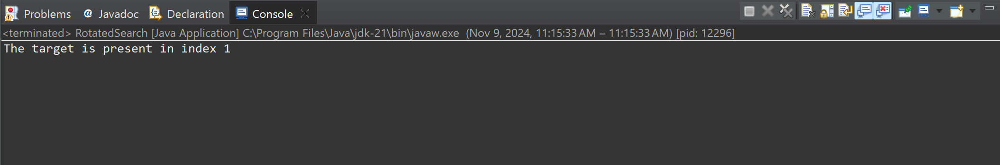 Problems @ Javadoc Declaration Console
<terminated> RotatedSearch [Java Application] C:\Program Files\Java\jdk-21\bin\javaw.exe (Nov 9, 2024, 11:15:33 AM – 11:15:33 AM) [pid: 12296]
The target is present in index 1